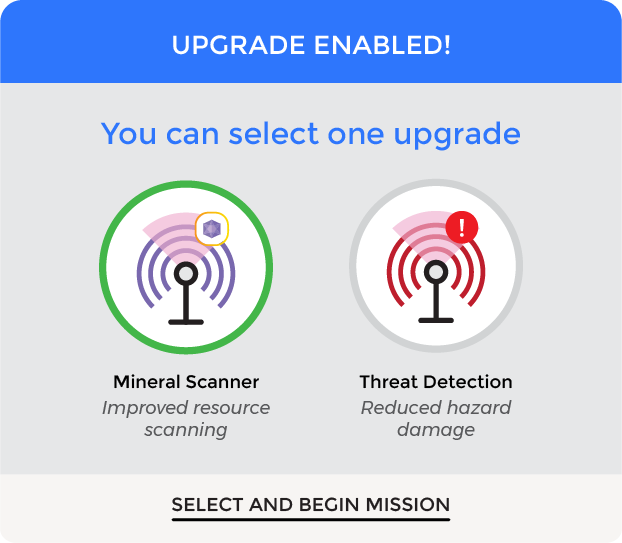 UPGRADE ENABLED!
You can select one upgrade
!
Mineral Scanner
Improved resource
scanning
Threat Detection
Reduced hazard
damage
SELECT AND BEGIN MISSION